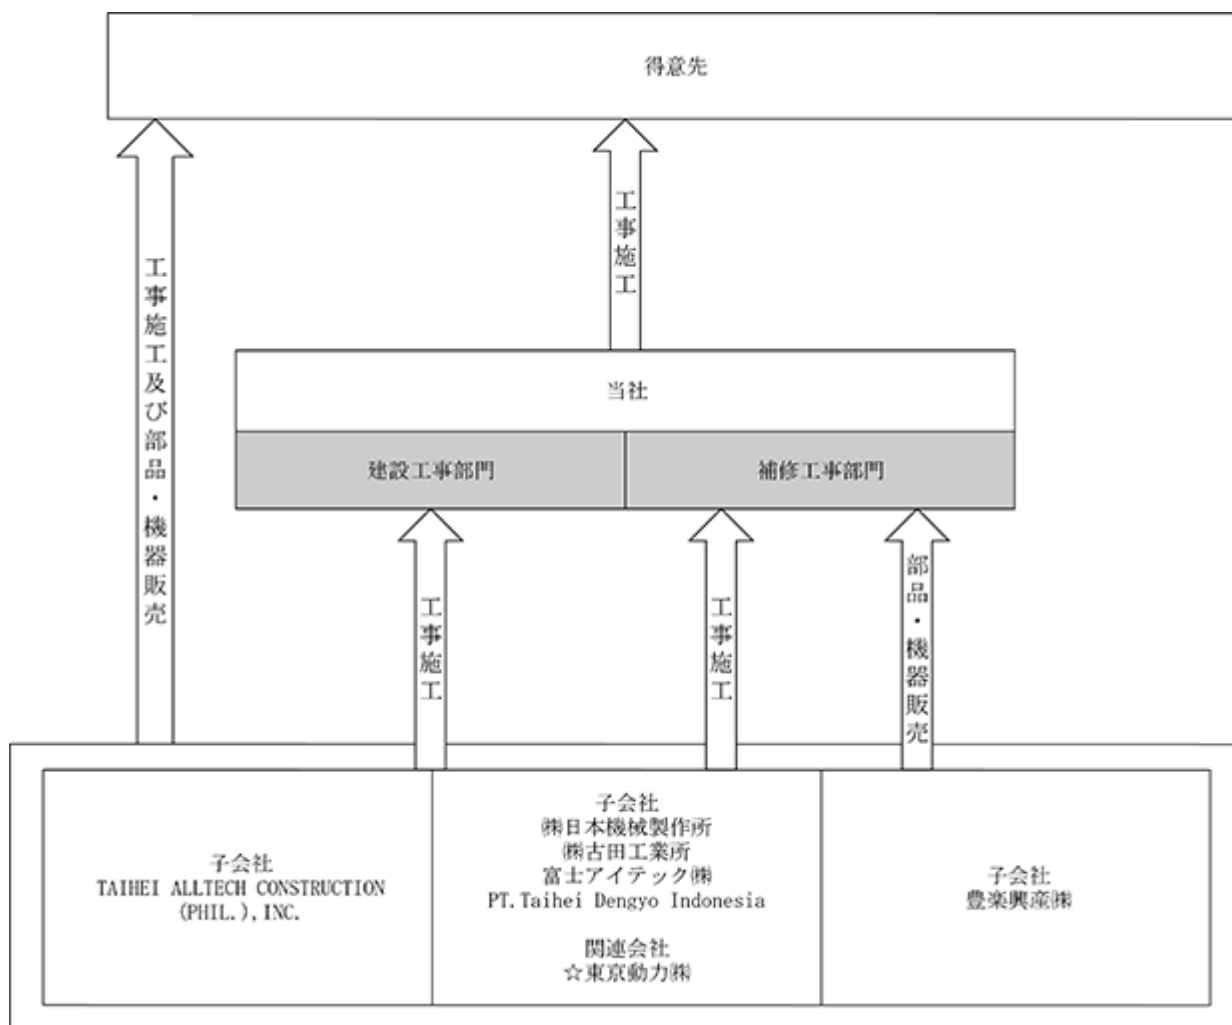 得意先
工事施工
工事施工及び部品・機器販売
当社
建設工事部門
補修工事部門
工事施工
工事施工
部品・機器販売
子会社
TAIHEI ALLTECH CONSTRUCTION
(PHIL.),INC.
子会社
㈱日本機械製作所
㈱古田工業所
富士アイテック㈱
PT.Taihei Dengyo Indonesia
関連会社
☆東京動力㈱
子会社
豊楽興産㈱